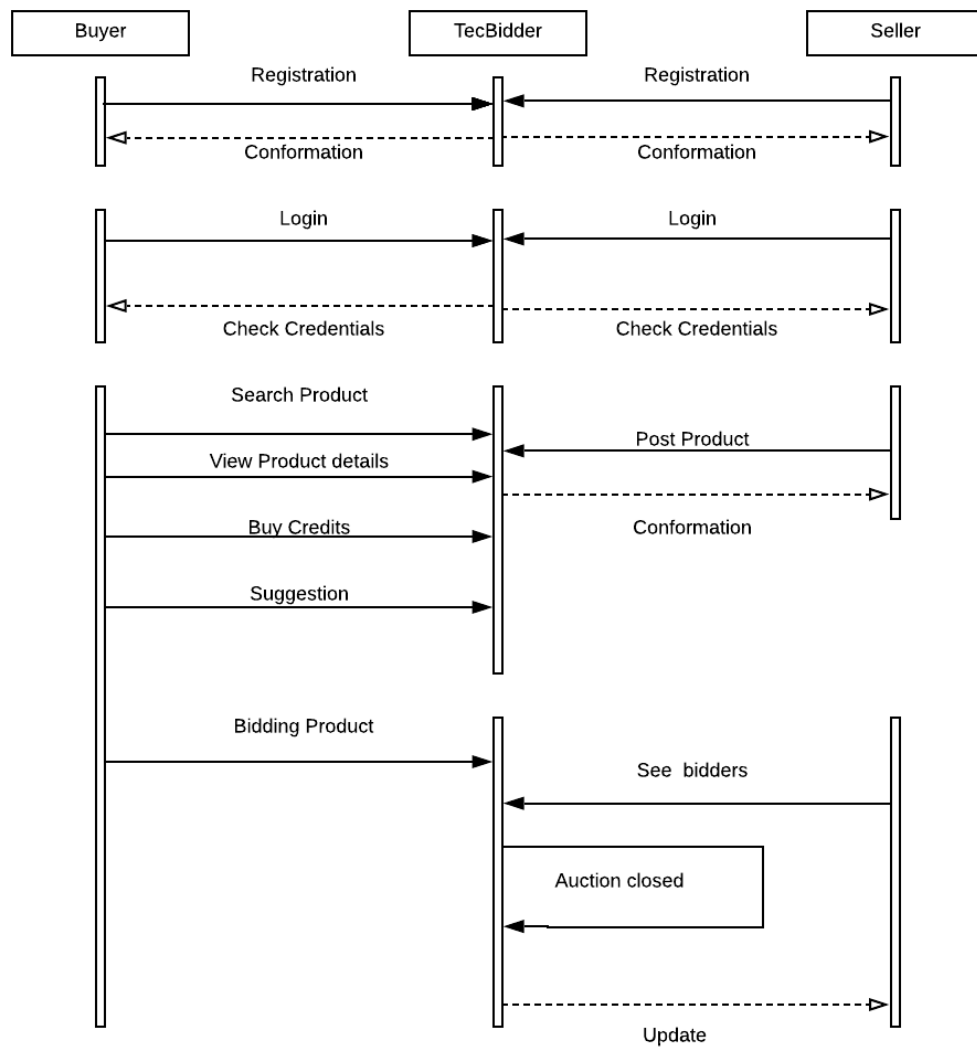 Buyer
TecBidder
Seller
Registration
Registration
Conformation
Conformation
Login
Login
Check Credentials
Check Credentials
Search Product
Post Product
View Product details
Buy Credits
Conformation
Suggestion
Bidding Product
See bidders
Auction closed
Update